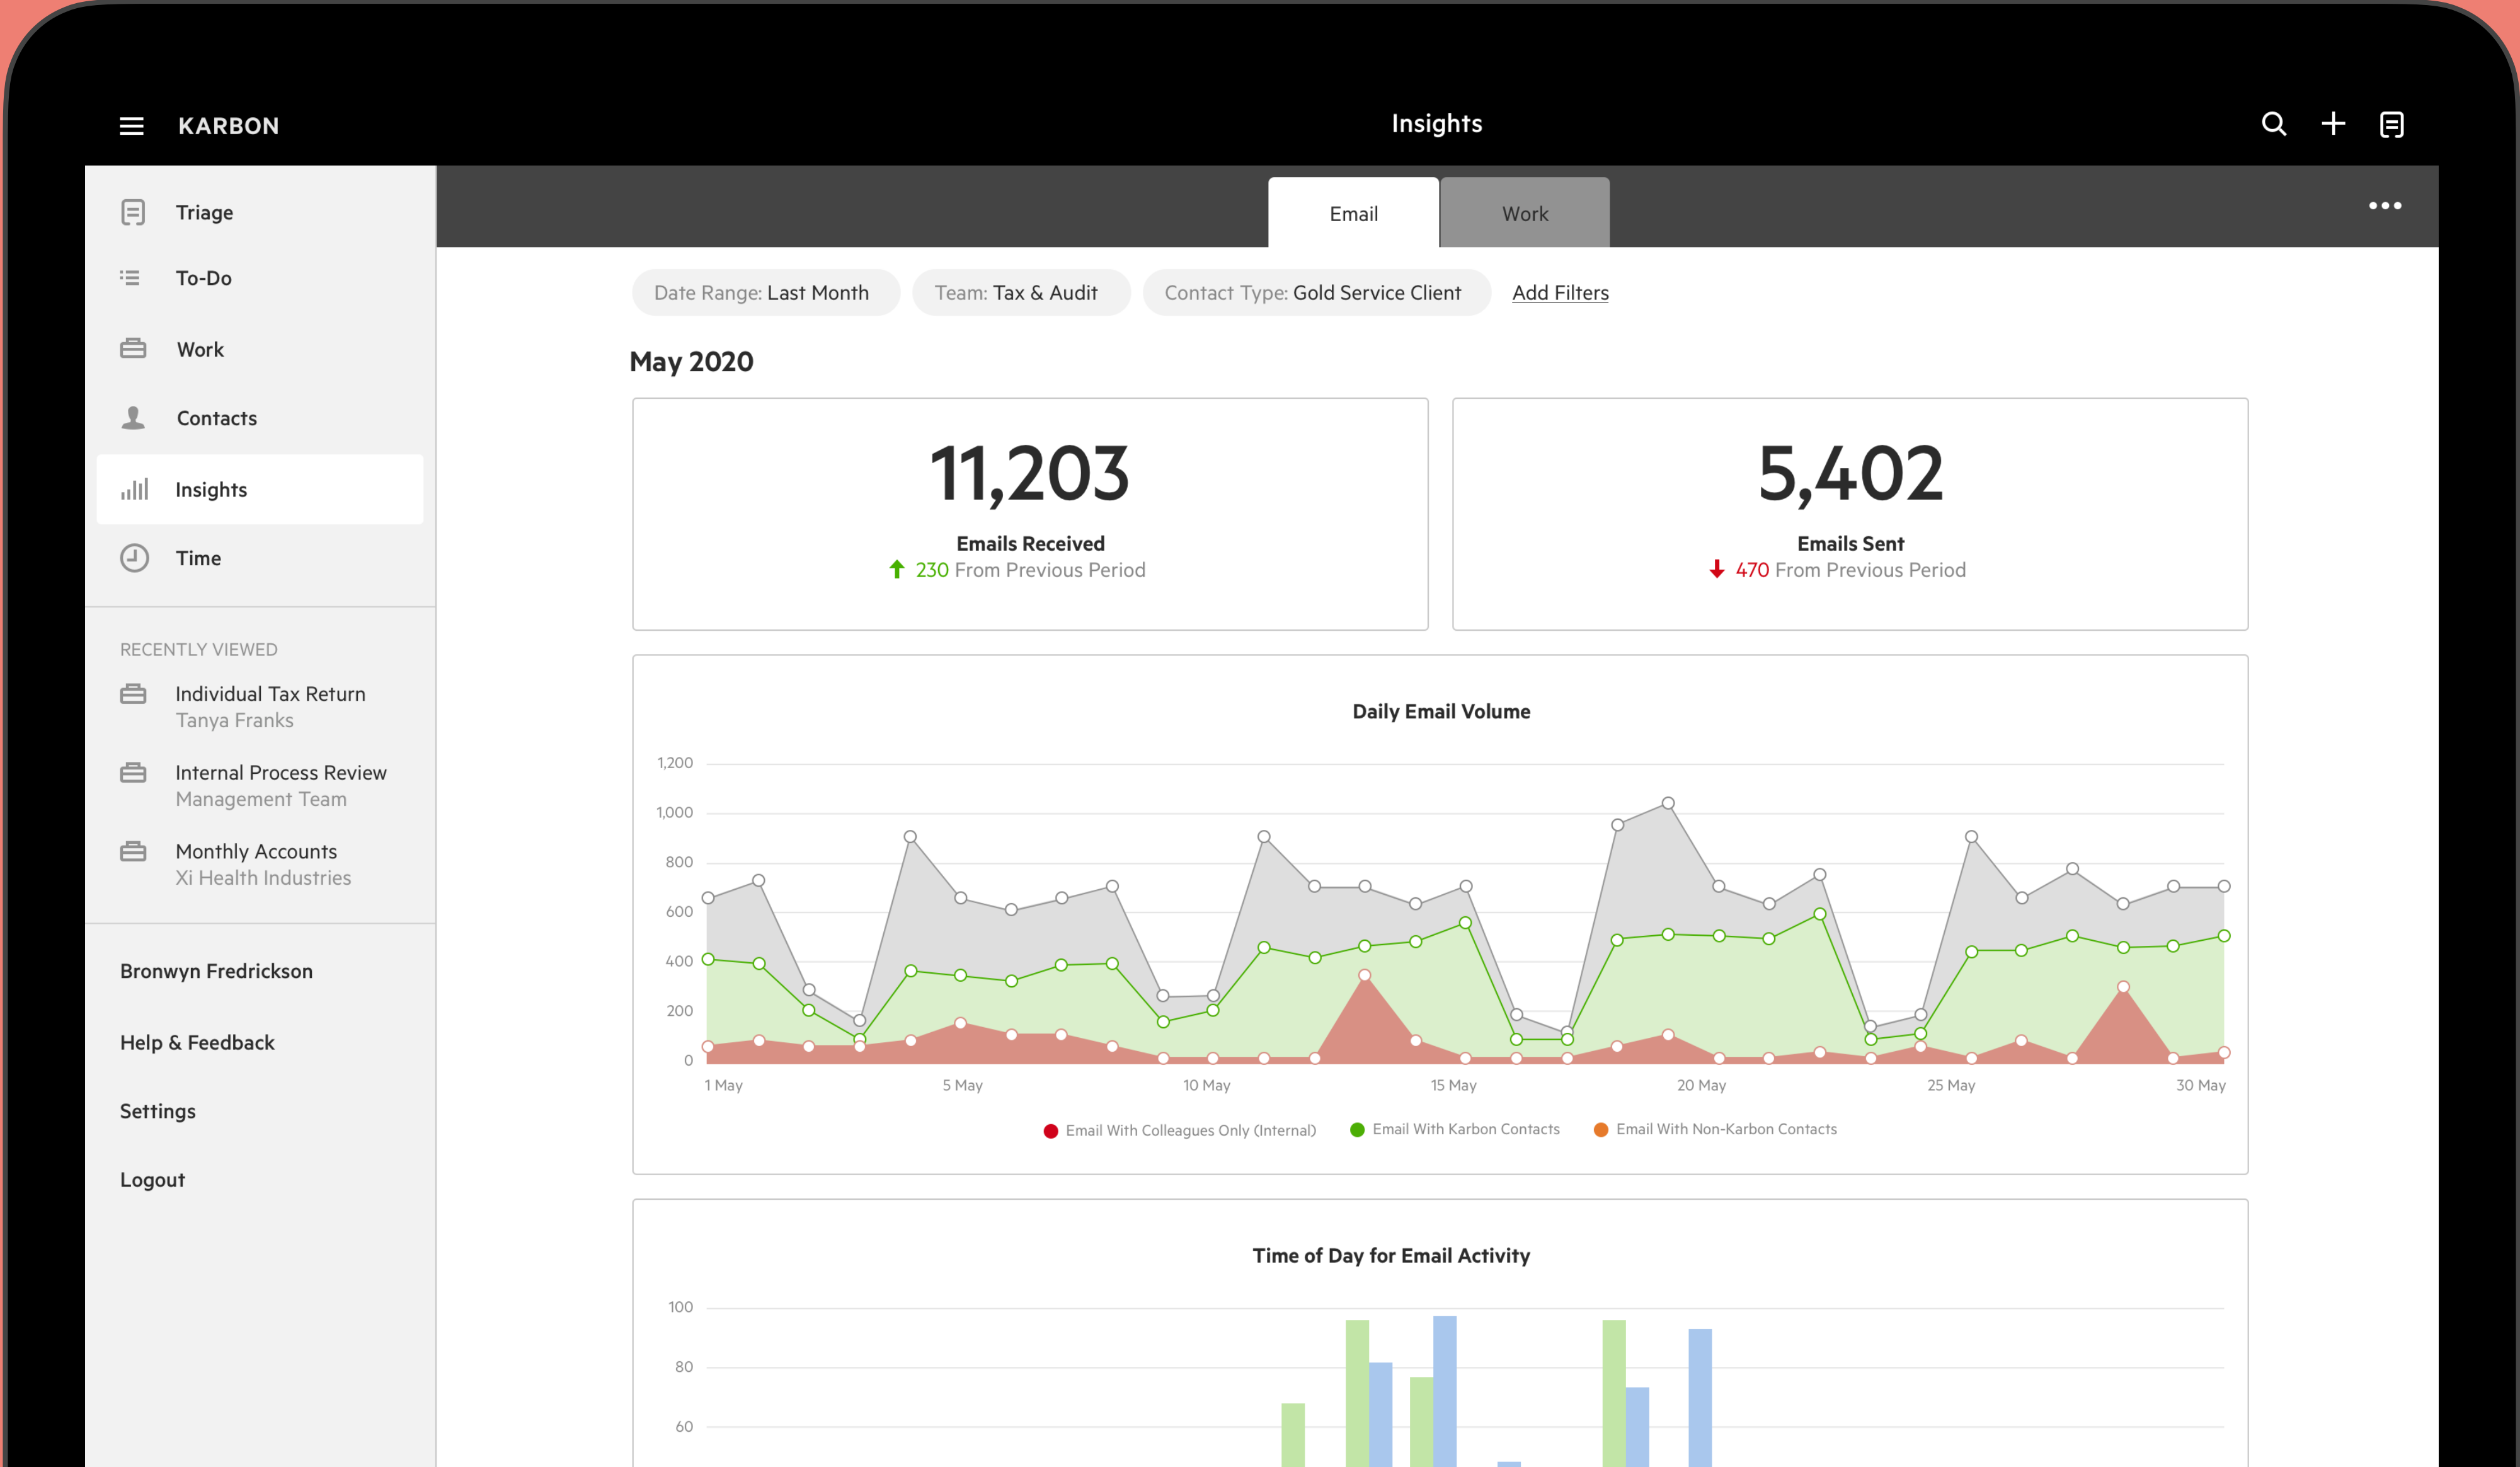 KARBON
Insights
Triage
To-Do
Work
Contacts
Insights
Time
RECENTLY VIEWED
Individual Tax Return
Tanya Franks
Internal Process Review
Management Team
Monthly Accounts
Xi Health Industries
Bronwyn Fredrickson
Help & Feedback
Settings
Logout
Email
Work
Date Range: Last Month
Team: Tax & Audit
Contact Type: Gold Service Client
Add Filters
May 2020
11,203
Emails Received
230 From Previous Period
5,402
Emails Sent
470 From Previous Period
Daily Email Volume
1,200
1,000
800
600
400
200
0
1 May
5 May
10 May
15 May
20 May
25 May
30 May
Email With Colleagues Only (Internal)
Email With Karbon Contacts
Email With Non-Karbon Contacts
Time of Day for Email Activity
100
80
60